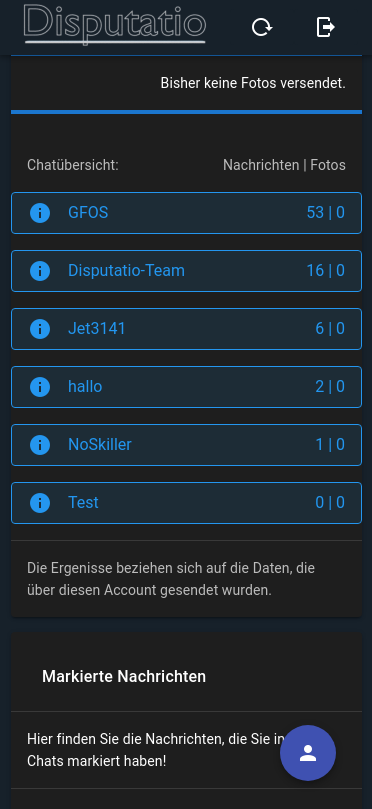 Disputatio
Bisher keine Fotos versendet.
Chatübersicht: Nachrichten | Fotos
GFOS 53 | 0
Disputatio-Team 16 | 0
Jet3141 6 | 0
hallo 2 | 0
NoSkiller 1 | 0
Test 0 | 0
Die Ergenisse beziehen sich auf die Daten, die
über diesen Account gesendet wurden.
Markierte Nachrichten
Hier finden Sie die Nachrichten, die Sie in
Chats markiert haben!